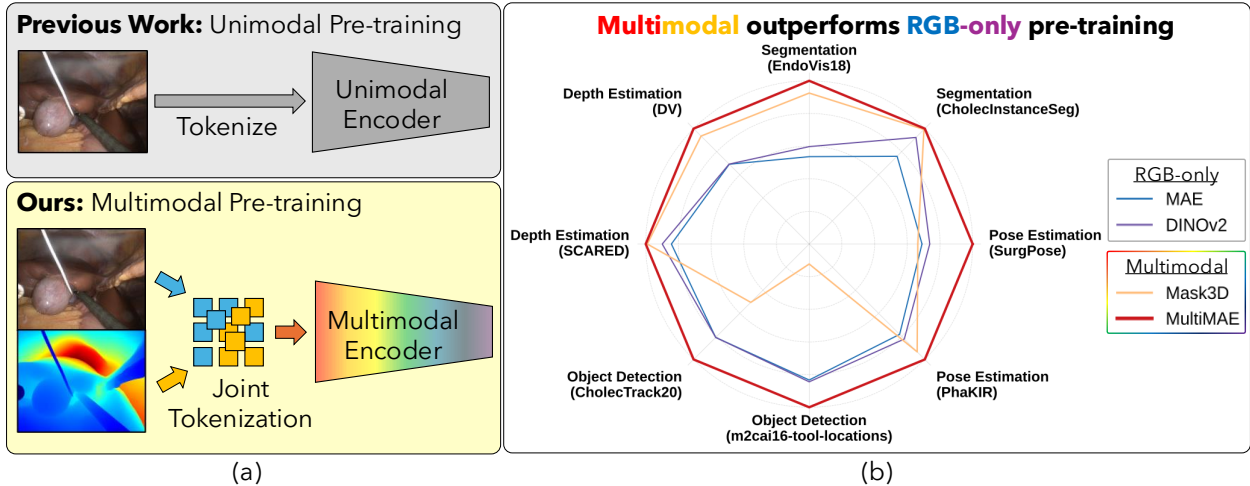 Previous Work: Unimodal Pre-training
Tokenize
Unimodal
Encoder
Ours: Multimodal Pre-training
Joint
Tokenization
Multimodal
Encoder
(a)
Multimodal outperforms RGB-only pre-training
Segmentation
(EndoVis18)
Segmentation
(CholecInstanceSeg)
Pose Estimation
(SurgPose)
Pose Estimation
(PhaKIR)
Object Detection
(m2cai16-tool-locations)
Object Detection
(CholecTrack20)
Depth Estimation
(SCARED)
Depth Estimation
(DV)
RGB-only
MAE
DINOv2
Multimodal
Mask3D
MultiMAE
(b)